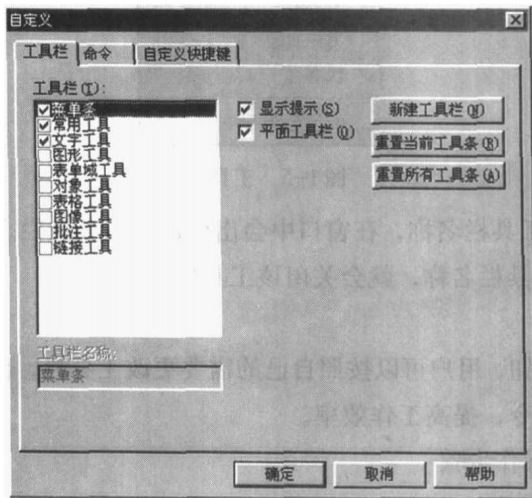 自定义
工具栏 命令 自定义快捷键
工具栏(T):
菜单条
常用工具
文字工具
图形工具
表单域工具
对象工具
表格工具
图像工具
批注工具
链接工具
显示提示(S)
平面工具栏(O)
新建工具栏(N)
重置当前工具条(R)
重置所有工具条(A)
工具栏名称:
菜单条
确定 取消 帮助